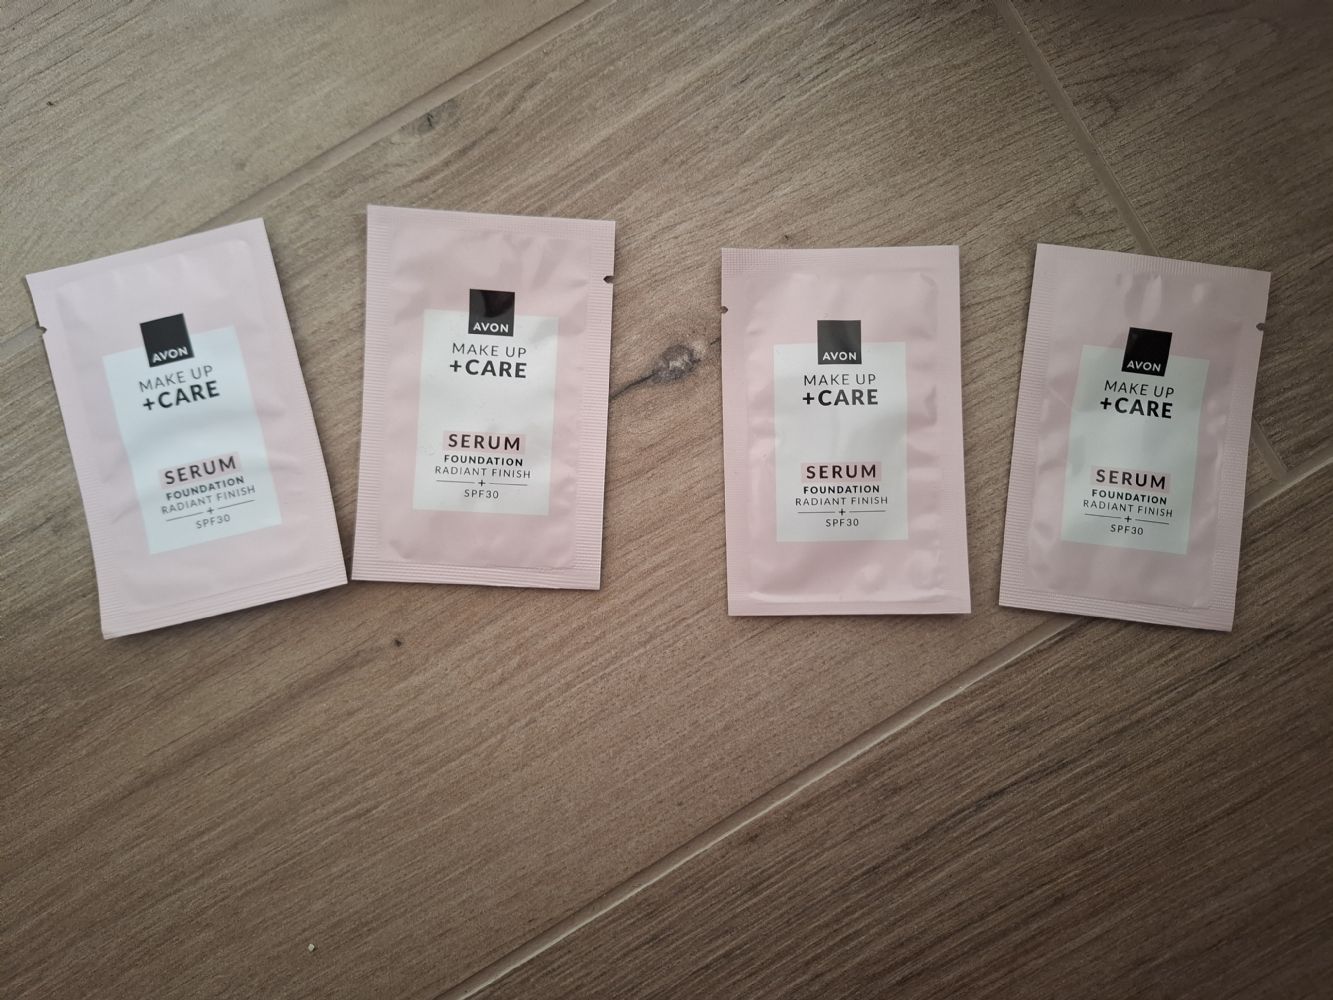 AVON
MAKE UP
+CARE
SERUM
FOUNDATION
RADIANT FINISH
+
SPF30
AVON
MAKE UP
+CARE
SERUM
FOUNDATION
RADIANT FINISH
+
SPF30
AVON
MAKE UP
+CARE
SERUM
FOUNDATION
RADIANT FINISH
+
SPF30
AVON
MAKE UP
+CARE
SERUM
FOUNDATION
RADIANT FINISH
+
SPF30